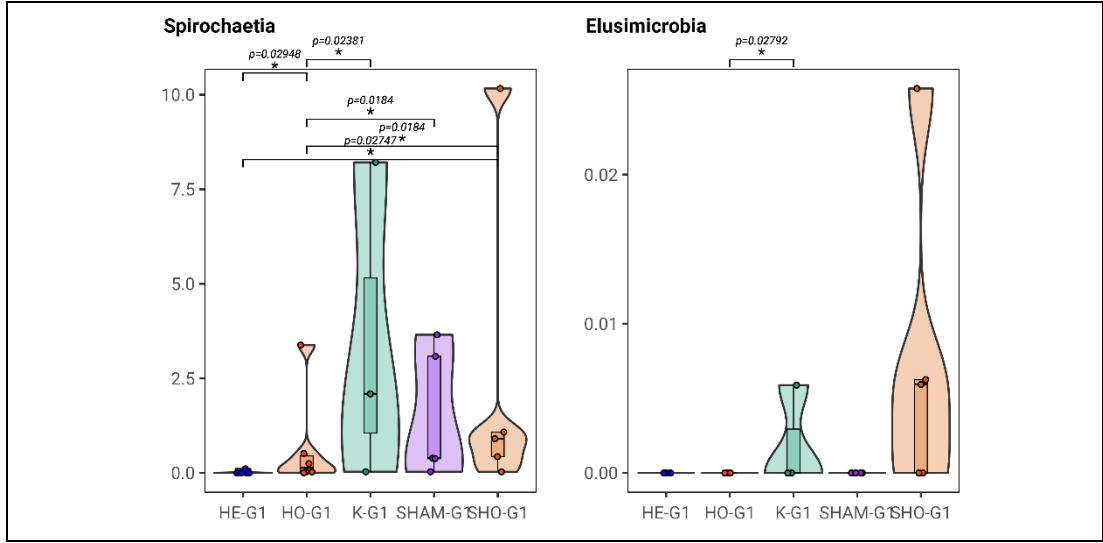 Spirochaetia
p=0.02381
*
p=0.02948
*
10.0
p=0.0184
*
p=0.0184
*
p=0.02747
*
7.5
5.0
2.5
0.0
HE-G1 HO-G1 K-G1 SHAM-G1 SHO-G1
Elusimicrobia
p=0.02792
*
0.02
0.01
0.00
HE-G1 HO-G1 K-G1 SHAM-G1 SHO-G1